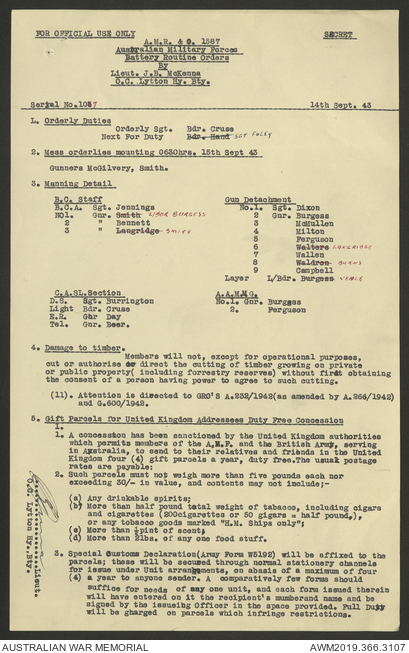 FOR OFFICIAL USE ONLY SECRET
A.M.R. & O. 1587
Australian Military Forces
Battery Routine Orders
By
Lieut. J.B. McKenna
O.C. Lytton Hy. Bty.
Serial No.1057 14th Sept. 43
1. Orderly Duties
Orderly Sgt. Bdr. Cruse
Next For Duty Bdr. Hand SGT FOLEY
2. Mess orderlies mounting 0630hrs. 15th Sept 43
Gunners McGilvery, Smith.
3. Manning Detail
B.C. Staff
B.C.A. Sgt. Jennings
NO1. Gnr. Smith LBDR BURGESS
2 " Bennett
3 " Langridge SMITH
Gun Detachment
No.1. Sgt. Dixon
2 Gnr. Burgess
3 McMullen
4 Milton
5 Ferguson
6 Walters LANGRIDGE
7 Wallen
8 Waldron BURNS
9 Campbell
Layer L/Bdr. Burgess NOBLE
C.A.SL.Section
D.S. Sgt. Burrington
Light Bdr. Cruse
E.R. Ghr Day
Tel. Gnr. Beer.
A.A.M.MG.
No.1. Gnr. Burgess
2. Ferguson
4. Damage to timber.
Members will not, except for operational purposes,
cut or authorise or direct the cutting of timber growing on private
or public property( including forestry reserves) without first obtaining
the consent of a person having power to agree to such cutting.
(11). Attention is directed to GRO'S A.232/1942(as amended by A.266/1942)
and G.600/1942.
5. Gift Parcels for United Kingdom Addressees Duty Free Concession
1.
1. A concession has been sanctioned by the United Kingdom authorities
which permits members of the A.M.F. and the British Army, serving
in Australia, to send to their relatives and friends in the United
Kingdom four (4) gift parcels a year, duty free.The usual postage
rates are payable:
2. Such parcels must not weigh more than five pounds each nor
exceeding 30/- in value, and contents may not include;-
(a) Any drinkable spirits;
(b) More than half pound total weight of tobacco, including cigars
and cigarettes (200cigarettes or 50 cigars = half pound,),
or any tobacco goods marked "H.M. Ships only";
(c) More than ½pint of scent;
(d) More than 2lbs. of any one food stuff.
3. Special Customs Declaration(Army Form W5192) will be affixed to the
parcels; these will be secured through normal stationery channels
for issue under Unit arrangements, on abasis of a maximum of four
(4) a year to anyone sender. A comparatively few forms should
suffice for needs of any one unit, and each form issued therein
will have entered on it the recipient's number and name and be
signed by the issueing Officer in the space provided. Full Duty
will be gharged on parcels which infringe restrictions.
Lieut.
O.C. Lytton Hy. Bty.
AUSTRALIAN WAR MEMORIAL AWM2019.366.3107